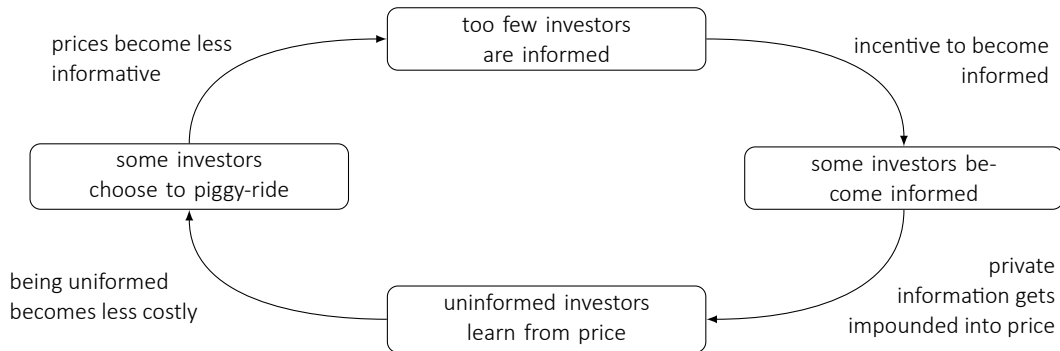 too few investors
are informed
prices become less
informative
incentive to become
informed
some investors
choose to piggy-ride
some investors be-
come informed
being uniformed
becomes less costly
uninformed investors
learn from price
private
information gets
impounded into price